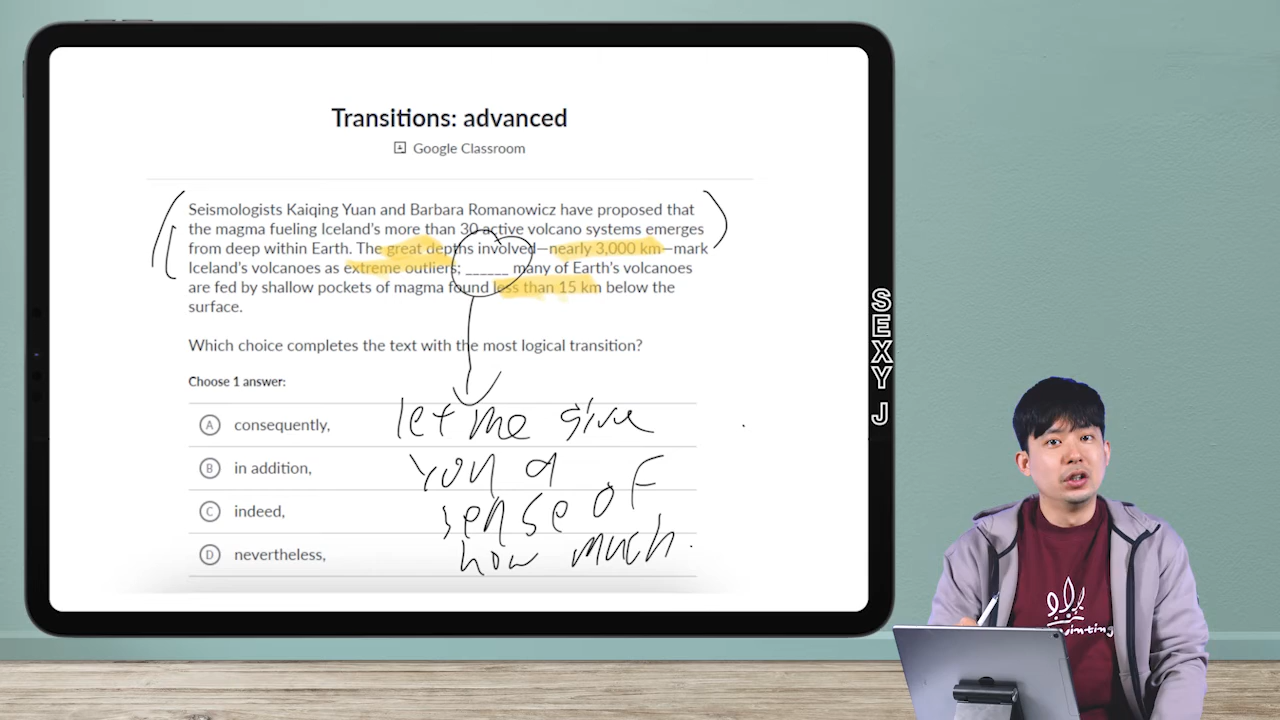 Transitions: advanced
Google Classroom
Seismologists Kaiqing Yuan and Barbara Romanowicz have proposed that
the magma fueling Iceland's more than 30 active volcano systems emerges
from deep within Earth. The great depths involved—nearly 3,000 km—mark
Iceland's volcanoes as extreme outliers; ______ many of Earth's volcanoes
are fed by shallow pockets of magma found less than 15 km below the
surface.
Which choice completes the text with the most logical transition?
Choose 1 answer:
A consequently,
B in addition,
C indeed,
D nevertheless,
let me give
you a
sense of
how much.
SEXY J